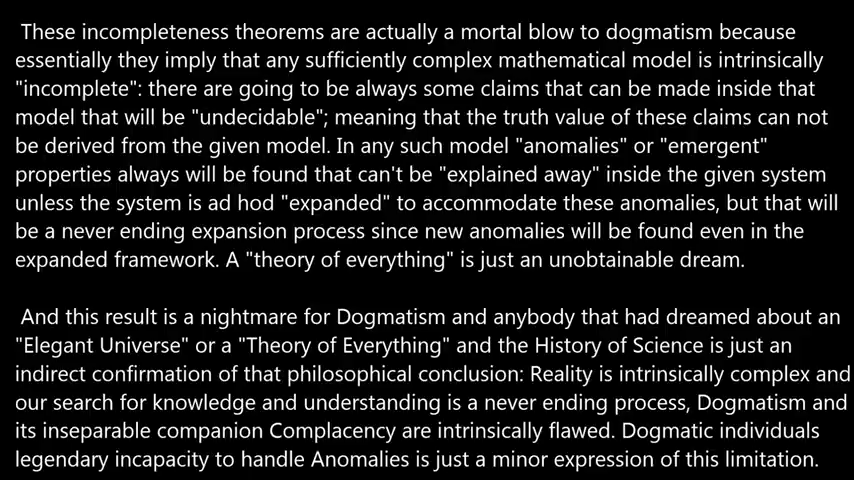 These incompleteness theorems are actually a mortal blow to dogmatism because
essentially they imply that any sufficiently complex mathematical model is intrinsically
"incomplete": there are going to be always some claims that can be made inside that
model that will be "undecidable"; meaning that the truth value of these claims can not
be derived from the given model. In any such model "anomalies" or "emergent"
properties always will be found that can't be "explained away" inside the given system
unless the system is ad hod "expanded" to accommodate these anomalies, but that will
be a never ending expansion process since new anomalies will be found even in the
expanded framework. A "theory of everything" is just an unobtainable dream.
And this result is a nightmare for Dogmatism and anybody that had dreamed about an
"Elegant Universe" or a "Theory of Everything" and the History of Science is just an
indirect confirmation of that philosophical conclusion: Reality is intrinsically complex and
our search for knowledge and understanding is a never ending process, Dogmatism and
its inseparable companion Complacency are intrinsically flawed. Dogmatic individuals
legendary incapacity to handle Anomalies is just a minor expression of this limitation.